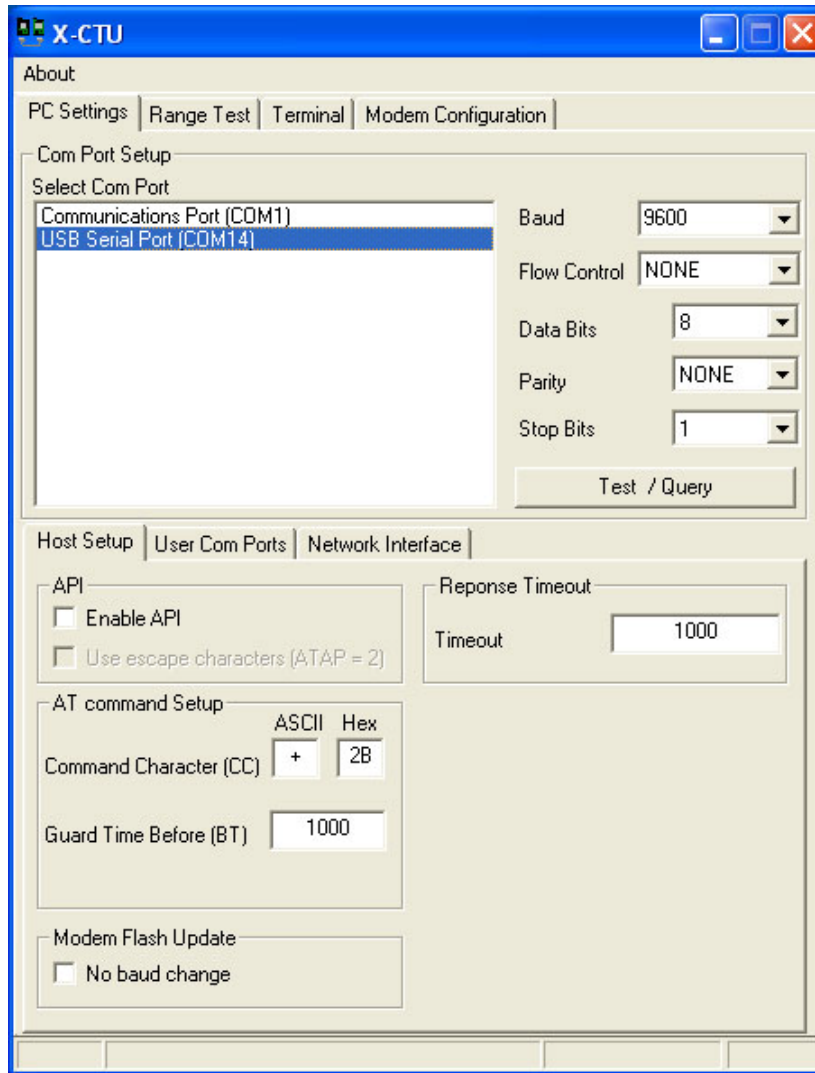 X-CTU
About
PC Settings Range Test Terminal Modem Configuration
Com Port Setup
Select Com Port
Communications Port (COM1)
USB Serial Port (COM14)
Baud 9600
Flow Control NONE
Data Bits 8
Parity NONE
Stop Bits 1
Test / Query
Host Setup User Com Ports Network Interface
API
Enable API
Use escape characters (ATAP = 2)
Reponse Timeout
Timeout 1000
AT command Setup
ASCII Hex
Command Character (CC) + 2B
Guard Time Before (BT) 1000
Modem Flash Update
No baud change